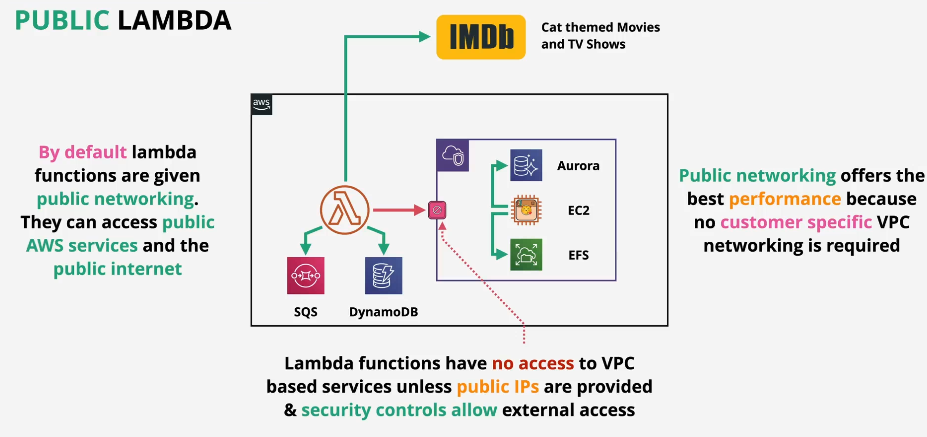 PUBLIC LAMBDA
IMDb
Cat themed Movies
and TV Shows
aws
By default lambda
functions are given
public networking.
They can access public
AWS services and the
public internet
Aurora
EC2
EFS
SQS
DynamoDB
Public networking offers the
best performance because
no customer specific VPC
networking is required
Lambda functions have no access to VPC
based services unless public IPs are provided
& security controls allow external access